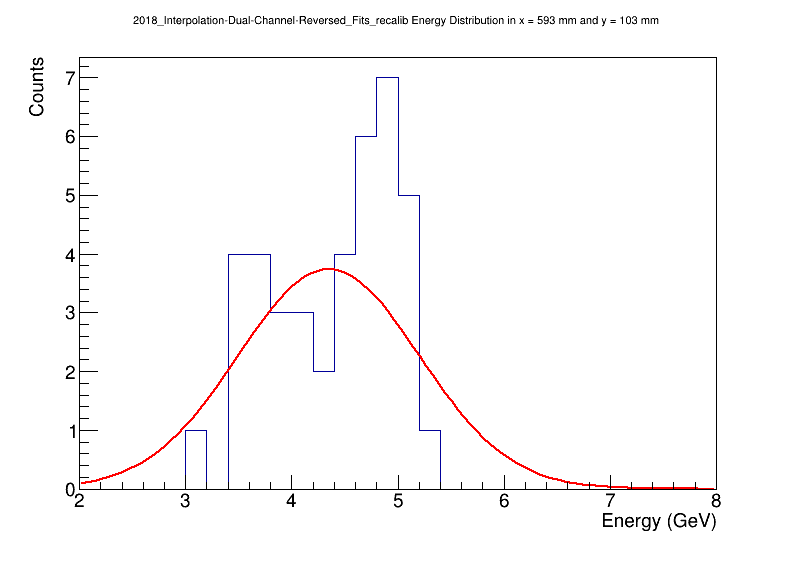 2018_Interpolation-Dual-Channel-Reversed_Fits_recalib Energy Distribution in x = 593 mm and y = 103 mm
Counts
7
6
5
4
3
2
1
0
2 3 4 5 6 7 8
Energy (GeV)